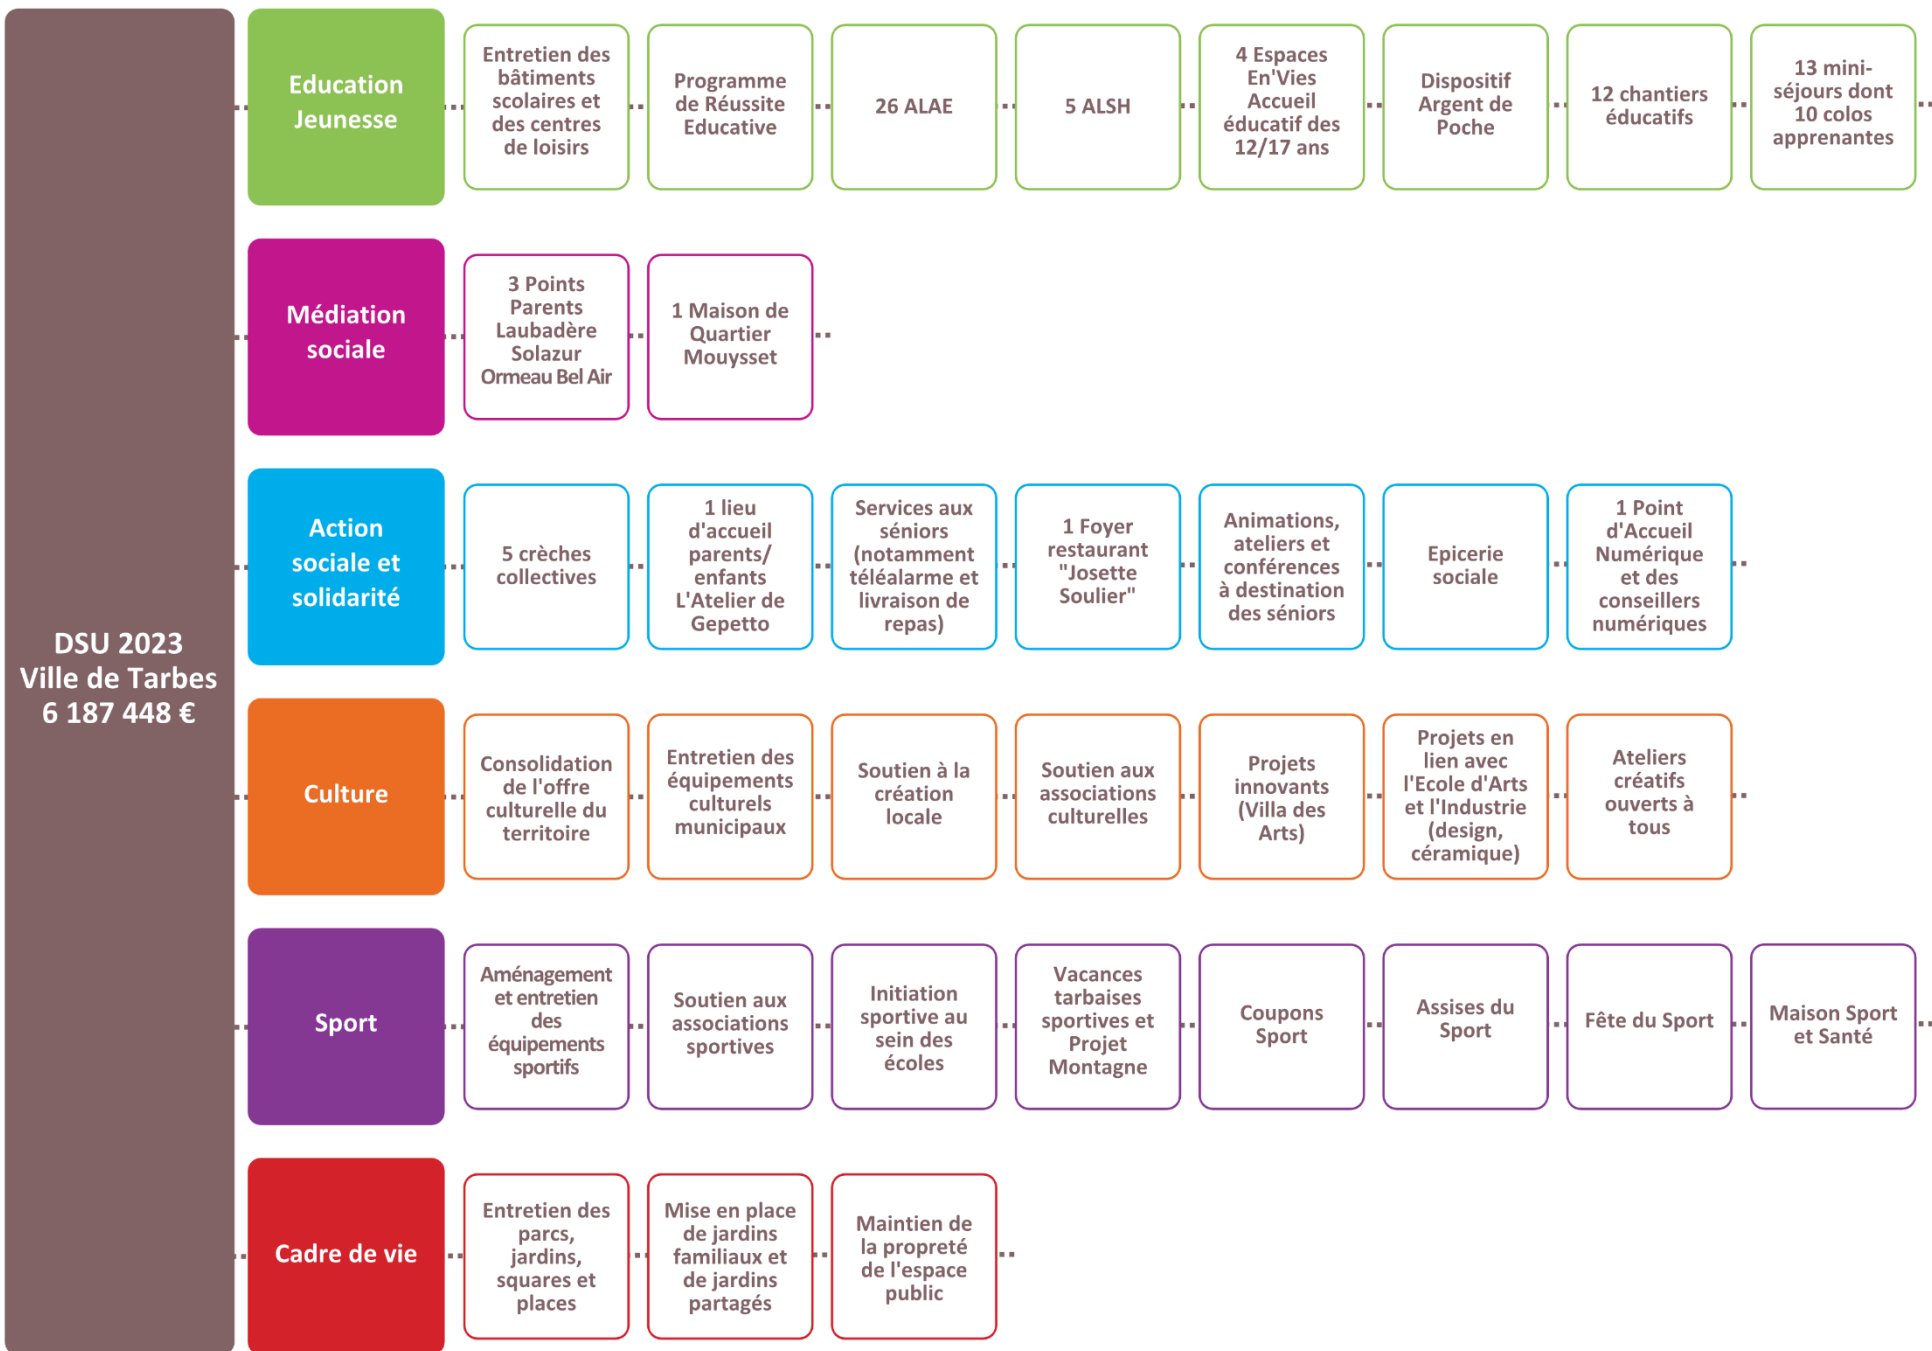 DSU 2023
Ville de Tarbes
6 187 448 €
Education
Jeunesse
Entretien des
bâtiments
scolaires et
des centres
de loisirs
Programme
de Réussite
Educative
26 ALAE
5 ALSH
4 Espaces
En'Vies
Accueil
éducatif des
12/17 ans
Dispositif
Argent de
Poche
12 chantiers
éducatifs
13 mini-
séjours dont
10 colos
apprenantes
Médiation
sociale
3 Points
Parents
Laubadère
Solazur
Ormeau Bel Air
1 Maison de
Quartier
Mouysset
Action
sociale et
solidarité
5 crèches
collectives
1 lieu
d'accueil
parents/
enfants
L'Atelier de
Gepetto
Services aux
séniors
(notamment
téléalarme et
livraison de
repas)
1 Foyer
restaurant
"Josette
Soulier"
Animations,
ateliers et
conférences
à destination
des séniors
Epicerie
sociale
1 Point
d'Accueil
Numérique
et des
conseillers
numériques
Culture
Consolidation
de l'offre
culturelle du
territoire
Entretien des
équipements
culturels
municipaux
Soutien à la
création
locale
Soutien aux
associations
culturelles
Projets
innovants
(Villa des
Arts)
Projets en
lien avec
l'Ecole d'Arts
et l'Industrie
(design,
céramique)
Ateliers
créatifs
ouverts à
tous
Sport
Aménagement
et entretien
des
équipements
sportifs
Soutien aux
associations
sportives
Initiation
sportive au
sein des
écoles
Vacances
tarbaises
sportives et
Projet
Montagne
Coupons
Sport
Assises du
Sport
Fête du Sport
Maison Sport
et Santé
Cadre de vie
Entretien des
parcs,
jardins,
squares et
places
Mise en place
de jardins
familiaux et
de jardins
partagés
Maintien de
la propreté
de l'espace
public